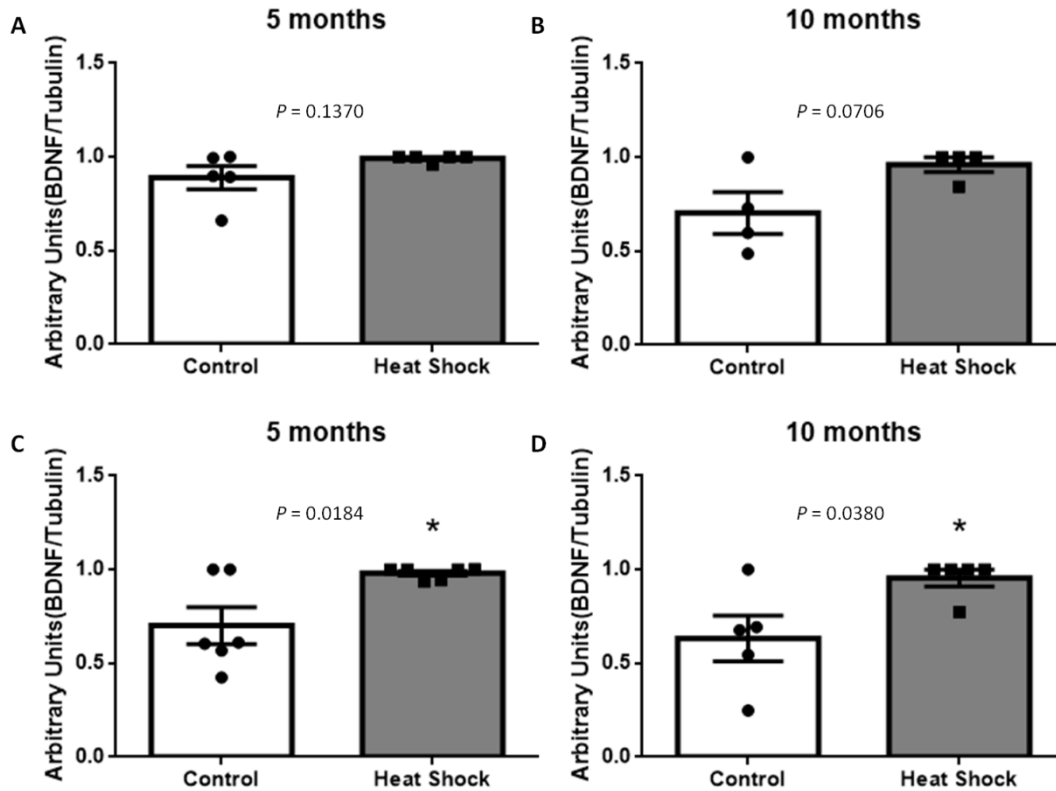 A
5 months
Arbitrary Units(BDNF/Tubulin)
1.5
1.0
0.5
0.0
P = 0.1370
Control
Heat Shock
B
10 months
Arbitrary Units(BDNF/Tubulin)
1.5
1.0
0.5
0.0
P = 0.0706
Control
Heat Shock
C
5 months
Arbitrary Units(BDNF/Tubulin)
1.5
1.0
0.5
0.0
P = 0.0184
*
Control
Heat Shock
D
10 months
Arbitrary Units(BDNF/Tubulin)
1.5
1.0
0.5
0.0
P = 0.0380
*
Control
Heat Shock